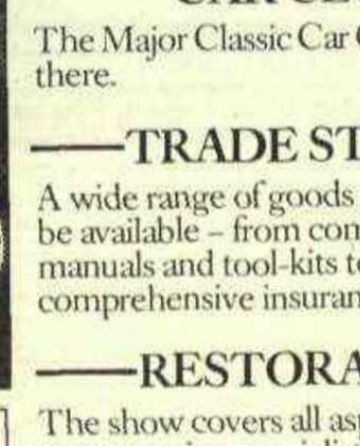 The Major Classic Car
there.
TRADE ST
A wide range of goods
be available – from com
manuals and tool-kits t
comprehensive insuran
RESTORA
The show covers all as